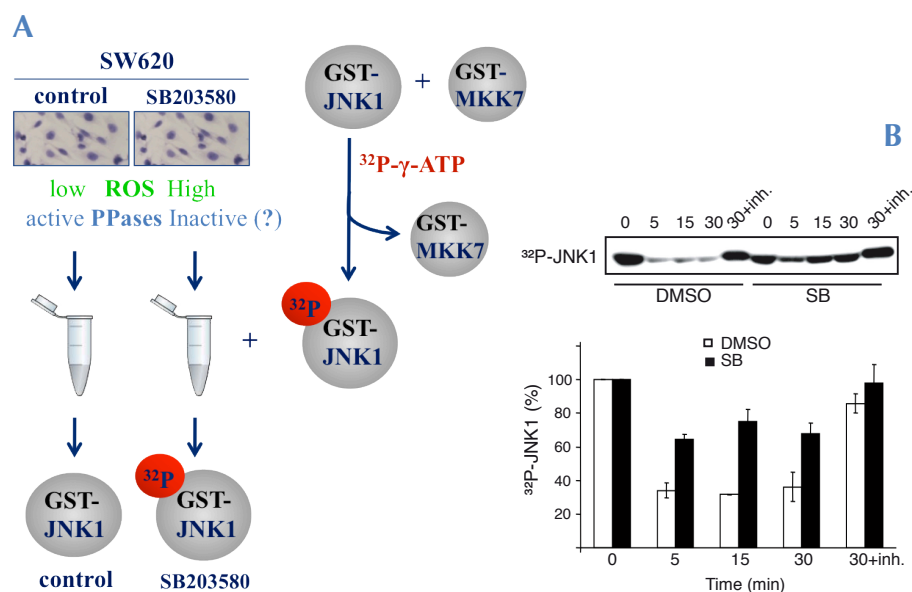 A
SW620
control SB203580
low ROS High
active PPases Inactive (?)
GST-
JNK1
+
GST-
MKK7
³²P-γ-ATP
GST-
MKK7
+
³²P
GST-
JNK1
GST-
JNK1
control
³²P
GST-
JNK1
SB203580
B
0 5 15 30 30+inh. 0 5 15 30 30+inh.
³²P-JNK1
DMSO SB
DMSO
SB
³²P-JNK1 (%)
100
80
60
40
20
0 5 15 30 30+inh.
Time (min)